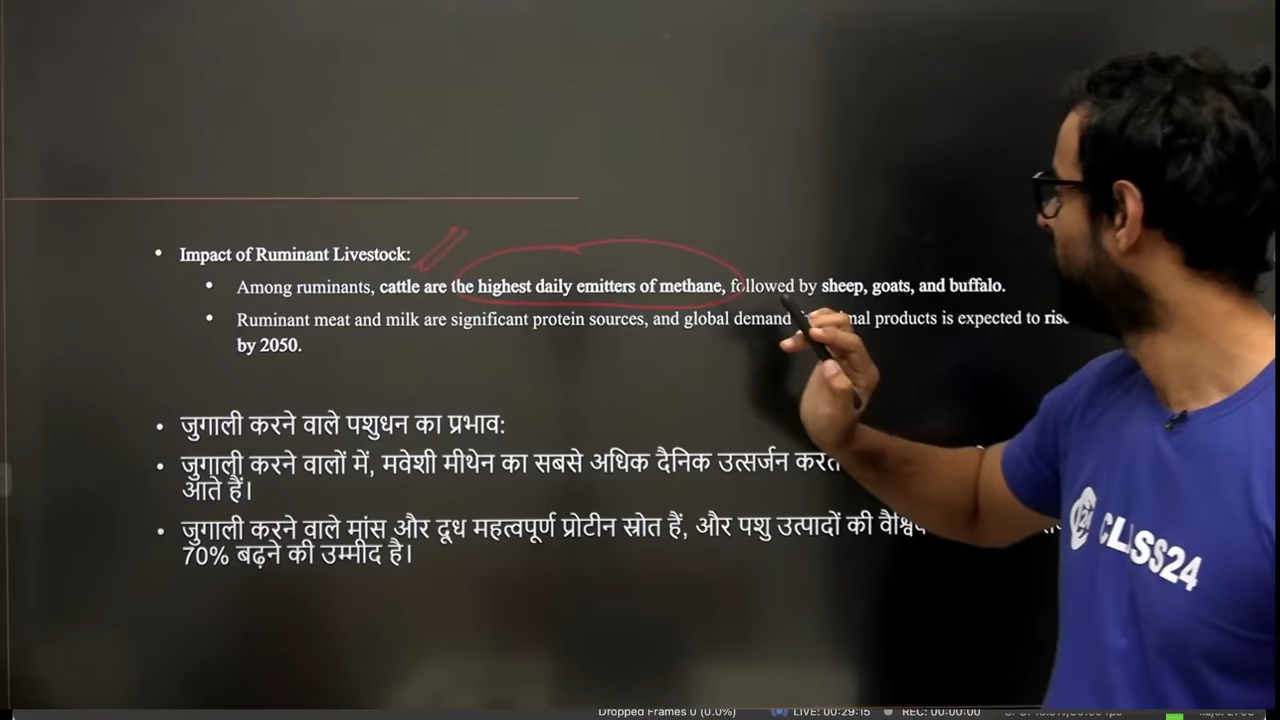 Impact of Ruminant Livestock:
Among ruminants, cattle are the highest daily emitters of methane, followed by sheep, goats, and buffalo.
Ruminant meat and milk are significant protein sources, and global demand products is expected to
by 2050.
जुगाली करने वाले पशुधन का प्रभाव:
जुगाली करने वालों में, मवेशी मीथेन का सबसे अधिक दैनिक उत्सर्जन
आते हैं।
जुगाली करने वाले मांस और दूध महत्वपूर्ण प्रोटीन स्रोत हैं, और पशु उत्पादों की
70% बढ़ने की उम्मीद है।
CLASS24
Dropped Frames 0 (0.0%) LIVE: 00:29:15 REC: 00:00:00